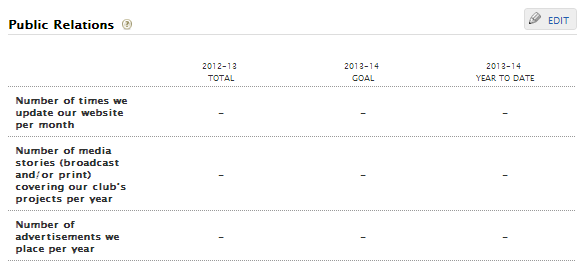 Public Relations ?
EDIT
2012-13 2013-14 2013-14
TOTAL GOAL YEAR TO DATE
Number of times we
update our website
per month
– – –
Number of media
stories (broadcast
and/or print)
covering our club's
projects per year
– – –
Number of
advertisements we
place per year
– – –